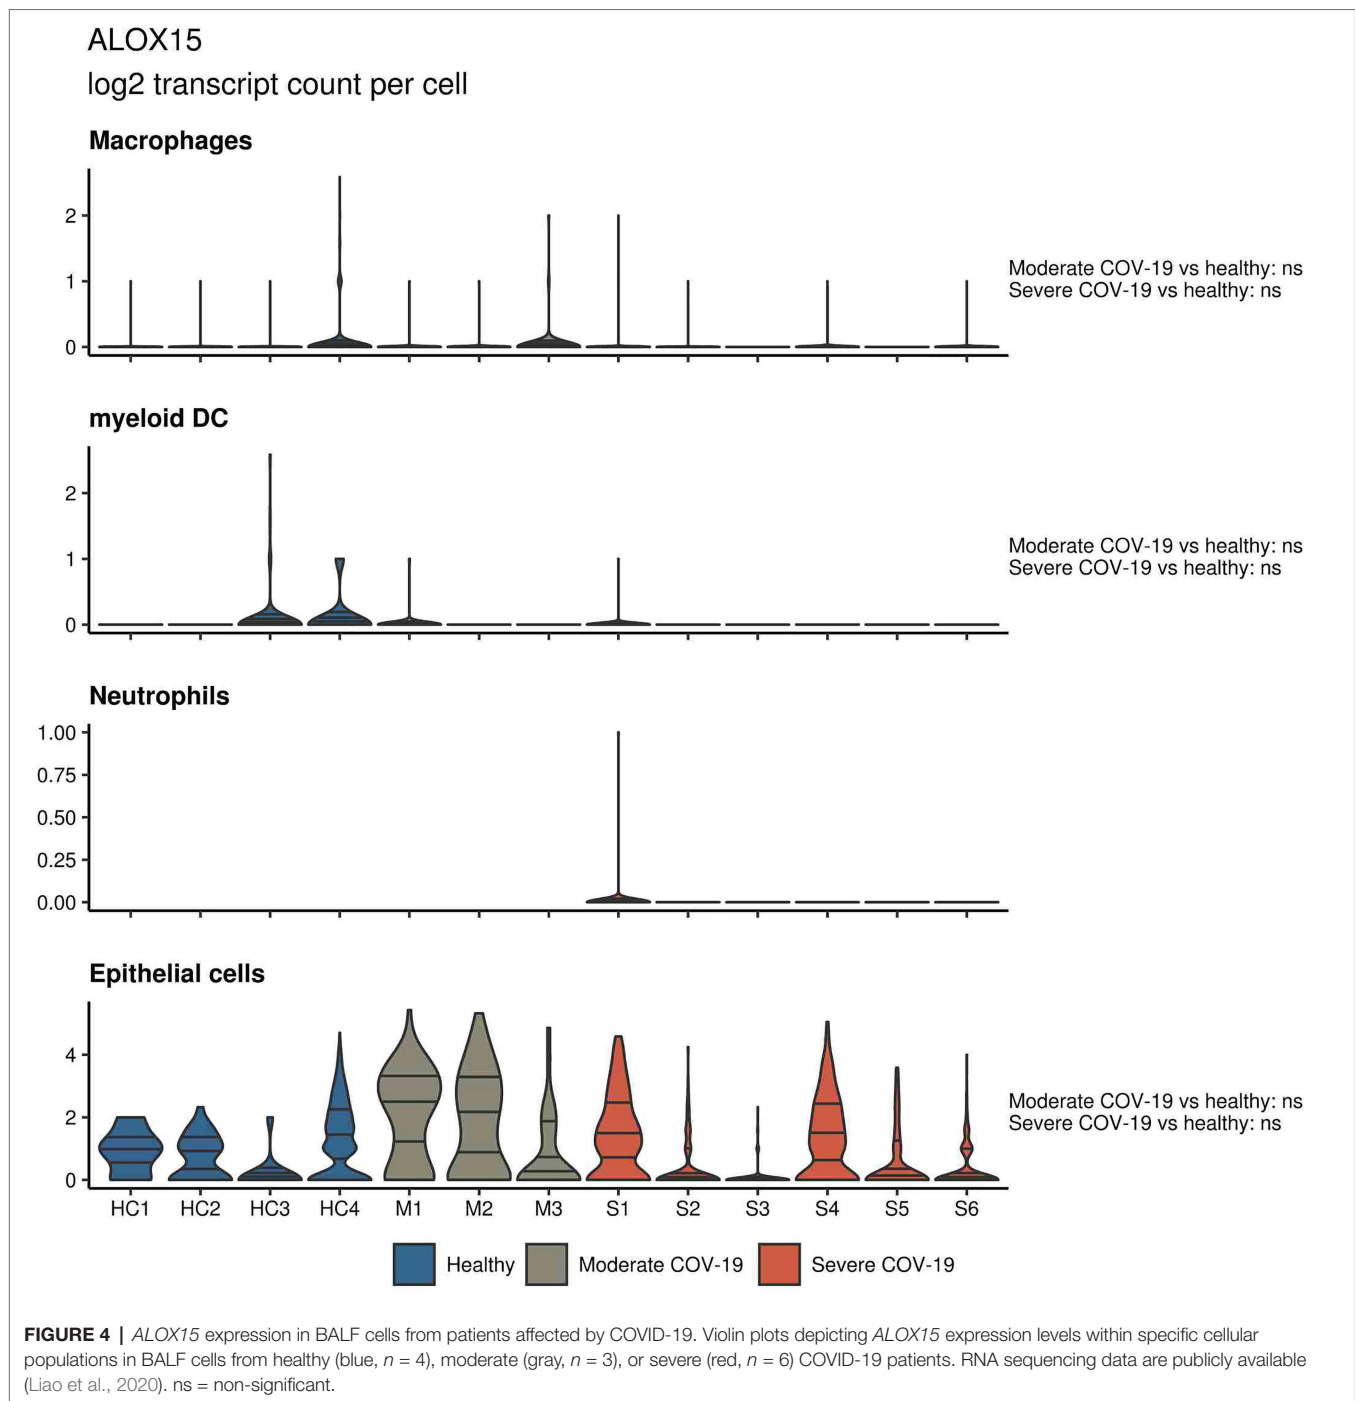 ALOX15
log2 transcript count per cell
Macrophages
2
1
0
Moderate COV-19 vs healthy: ns
Severe COV-19 vs healthy: ns
myeloid DC
2
1
0
Moderate COV-19 vs healthy: ns
Severe COV-19 vs healthy: ns
Neutrophils
1.00
0.75
0.50
0.25
0.00
Epithelial cells
4
2
0
Moderate COV-19 vs healthy: ns
Severe COV-19 vs healthy: ns
HC1 HC2 HC3 HC4 M1 M2 M3 S1 S2 S3 S4 S5 S6
Healthy Moderate COV-19 Severe COV-19
FIGURE 4 | ALOX15 expression in BALF cells from patients affected by COVID-19. Violin plots depicting ALOX15 expression levels within specific cellular
populations in BALF cells from healthy (blue, n = 4), moderate (gray, n = 3), or severe (red, n = 6) COVID-19 patients. RNA sequencing data are publicly available
(Liao et al., 2020). ns = non-significant.